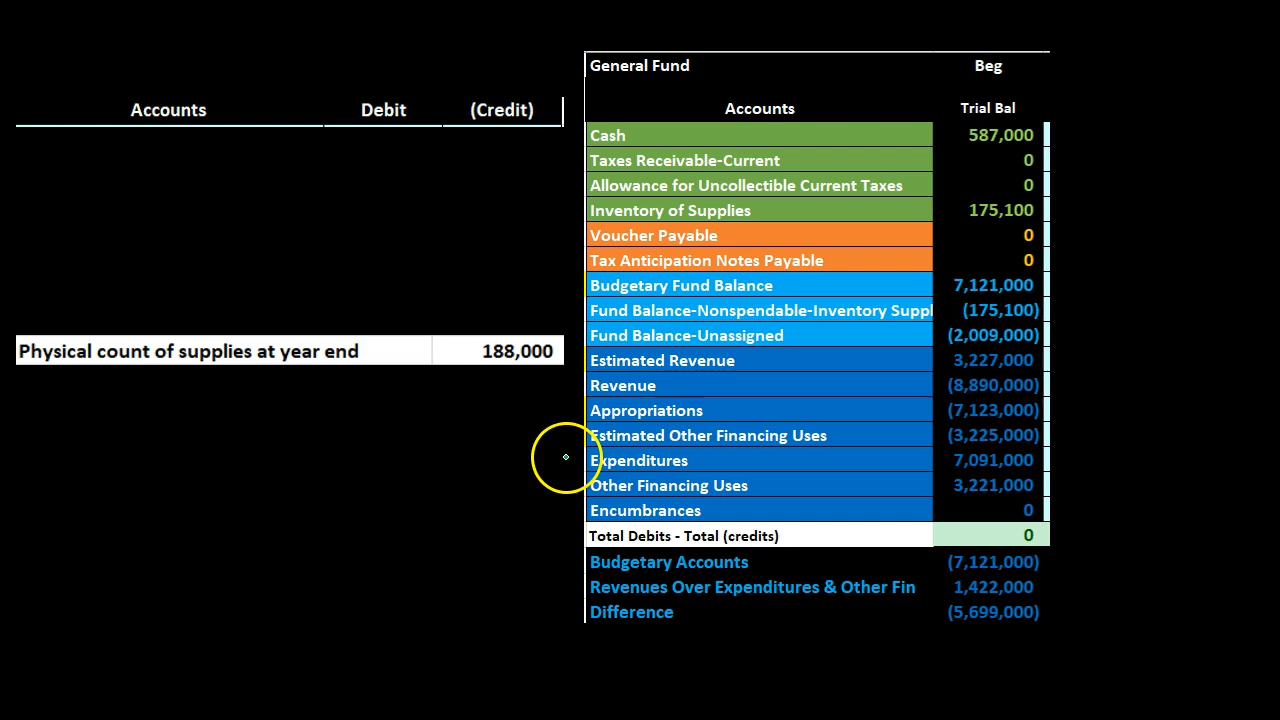 Accounts Debit (Credit)
Physical count of supplies at year end 188,000
General Fund Beg
Accounts Trial Bal
Cash 587,000
Taxes Receivable-Current 0
Allowance for Uncollectible Current Taxes 0
Inventory of Supplies 175,100
Voucher Payable 0
Tax Anticipation Notes Payable 0
Budgetary Fund Balance 7,121,000
Fund Balance-Nonspendable-Inventory Suppl (175,100)
Fund Balance-Unassigned (2,009,000)
Estimated Revenue 3,227,000
Revenue (8,890,000)
Appropriations (7,123,000)
Estimated Other Financing Uses (3,225,000)
Expenditures 7,091,000
Other Financing Uses 3,221,000
Encumbrances 0
Total Debits - Total (credits) 0
Budgetary Accounts (7,121,000)
Revenues Over Expenditures & Other Fin 1,422,000
Difference (5,699,000)